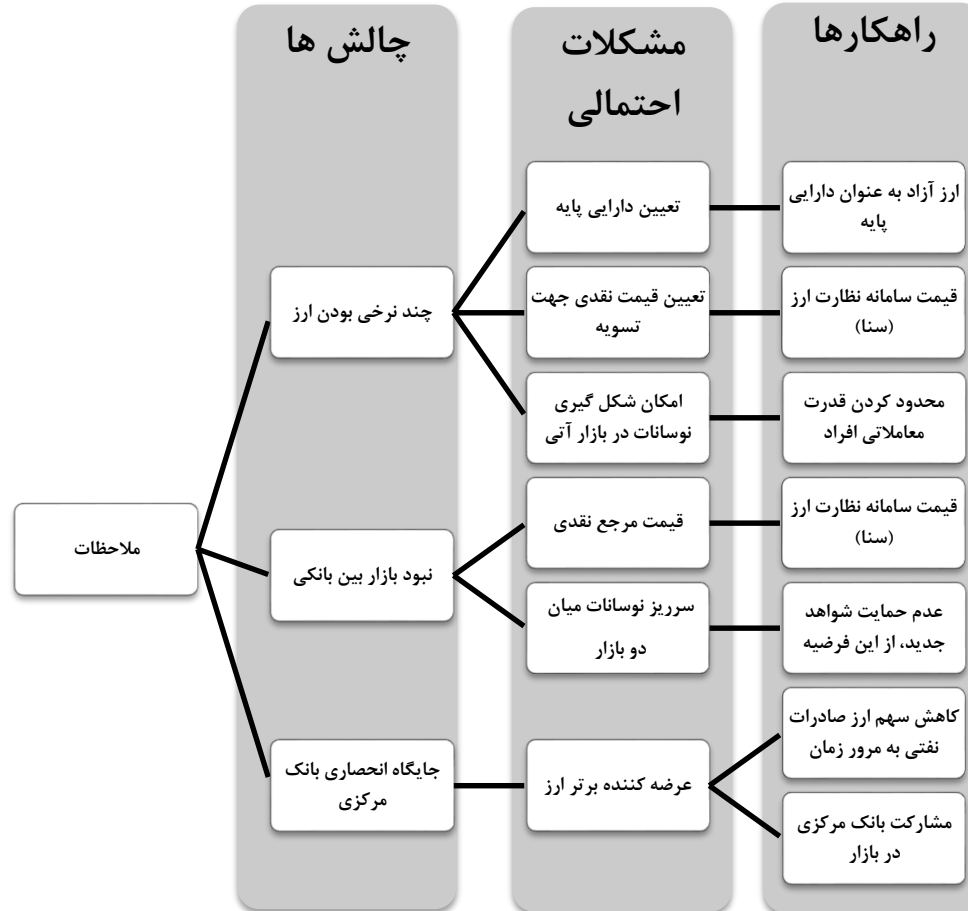 راهکارها
مشکلات
احتمالی
چالش ها
ارز آزاد به عنوان دارایی
پایه
تعیین دارایی پایه
قیمت سامانه نظارت ارز
(سنا)
تعیین قیمت نقدی جهت
تسویه
چند نرخی بودن ارز
محدود کردن قدرت
معاملاتی افراد
امکان شکل گیری
نوسانات در بازار آتی
قیمت سامانه نظارت ارز
(سنا)
قیمت مرجع نقدی
ملاحظات
نبود بازار بین بانکی
عدم حمایت شواهد
جدید، از این فرضیه
سرریز نوسانات میان
دو بازار
کاهش سهم ارز صادرات
نفتی به مرور زمان
عرضه کننده برتر ارز
جایگاه انحصاری بانک
مرکزی
مشارکت بانک مرکزی
در بازار